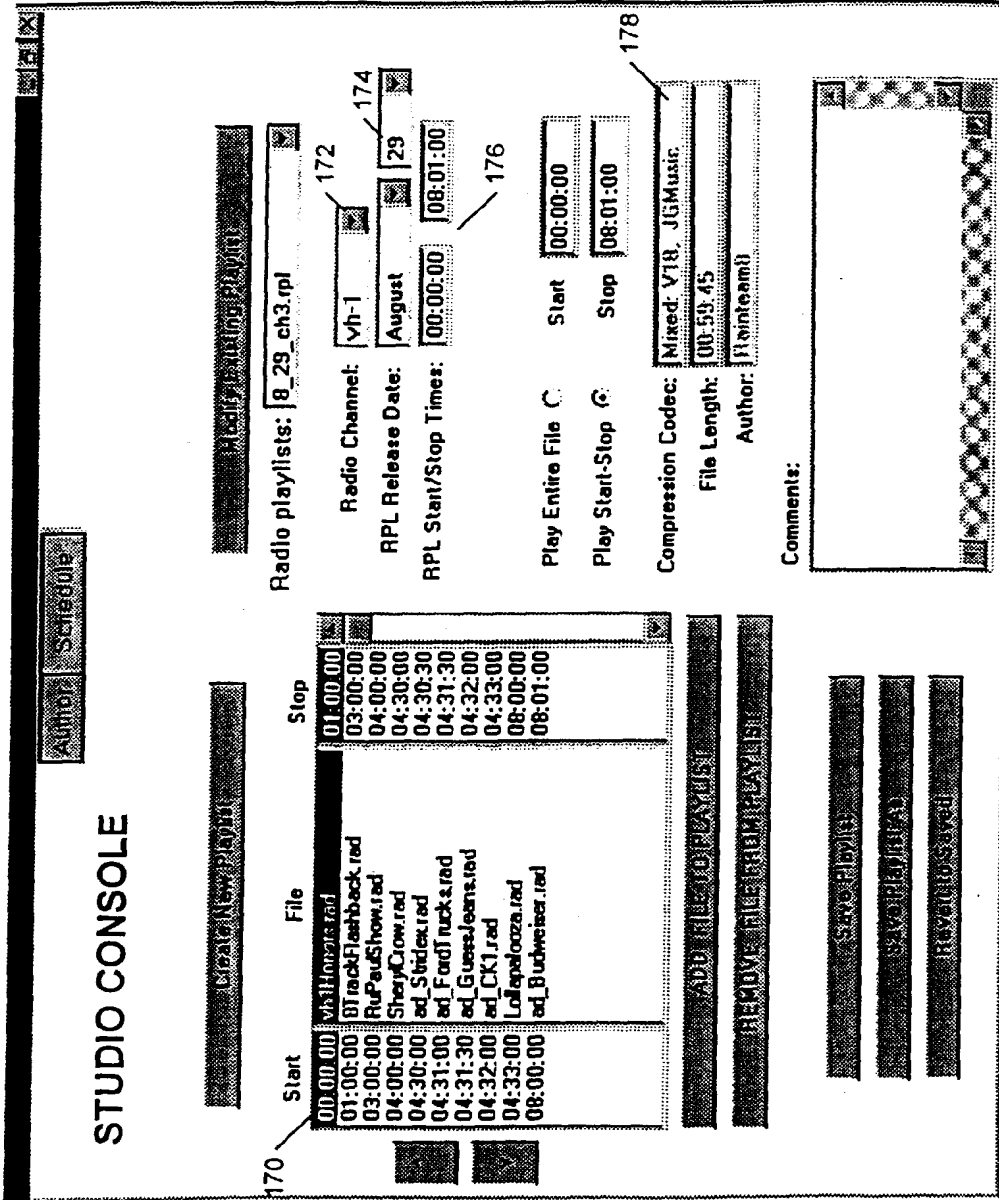 Author Schedule
STUDIO CONSOLE
Create New Playlist
Modify Existing Playlist
Radio playlists: 8_29_ch3.rpl
Start File Stop
00:00:00 01:00:00
01:00:00 BTrackFlashback.rad 03:00:00
03:00:00 RuPaulShow.rad 04:00:00
04:00:00 SherylCrow.rad 04:30:00
04:30:00 ad_Stridex.rad 04:30:30
04:31:00 ad_FordTrucks.rad 04:31:30
04:31:30 ad_GuessJeans.rad 04:32:00
04:32:00 ad_CK1.rad 04:33:00
04:33:00 Lollapalooza.rad 08:00:00
08:00:00 ad_Budweiser.rad 08:01:00
170
ADD FILE TO PLAYLIST
REMOVE FILE FROM PLAYLIST
Save Playlist
Save Playlist As
Revert to Saved
Radio Channel: vh-1
172
RPL Release Date: August 29
174
RPL Start/Stop Times: 00:00:00 08:01:00
176
Play Entire File Start 00:00:00
Play Start-Stop Stop 08:01:00
Compression Codec: Mixed: V18, JGMusic
178
File Length: 00:59:45
Author:
Comments: